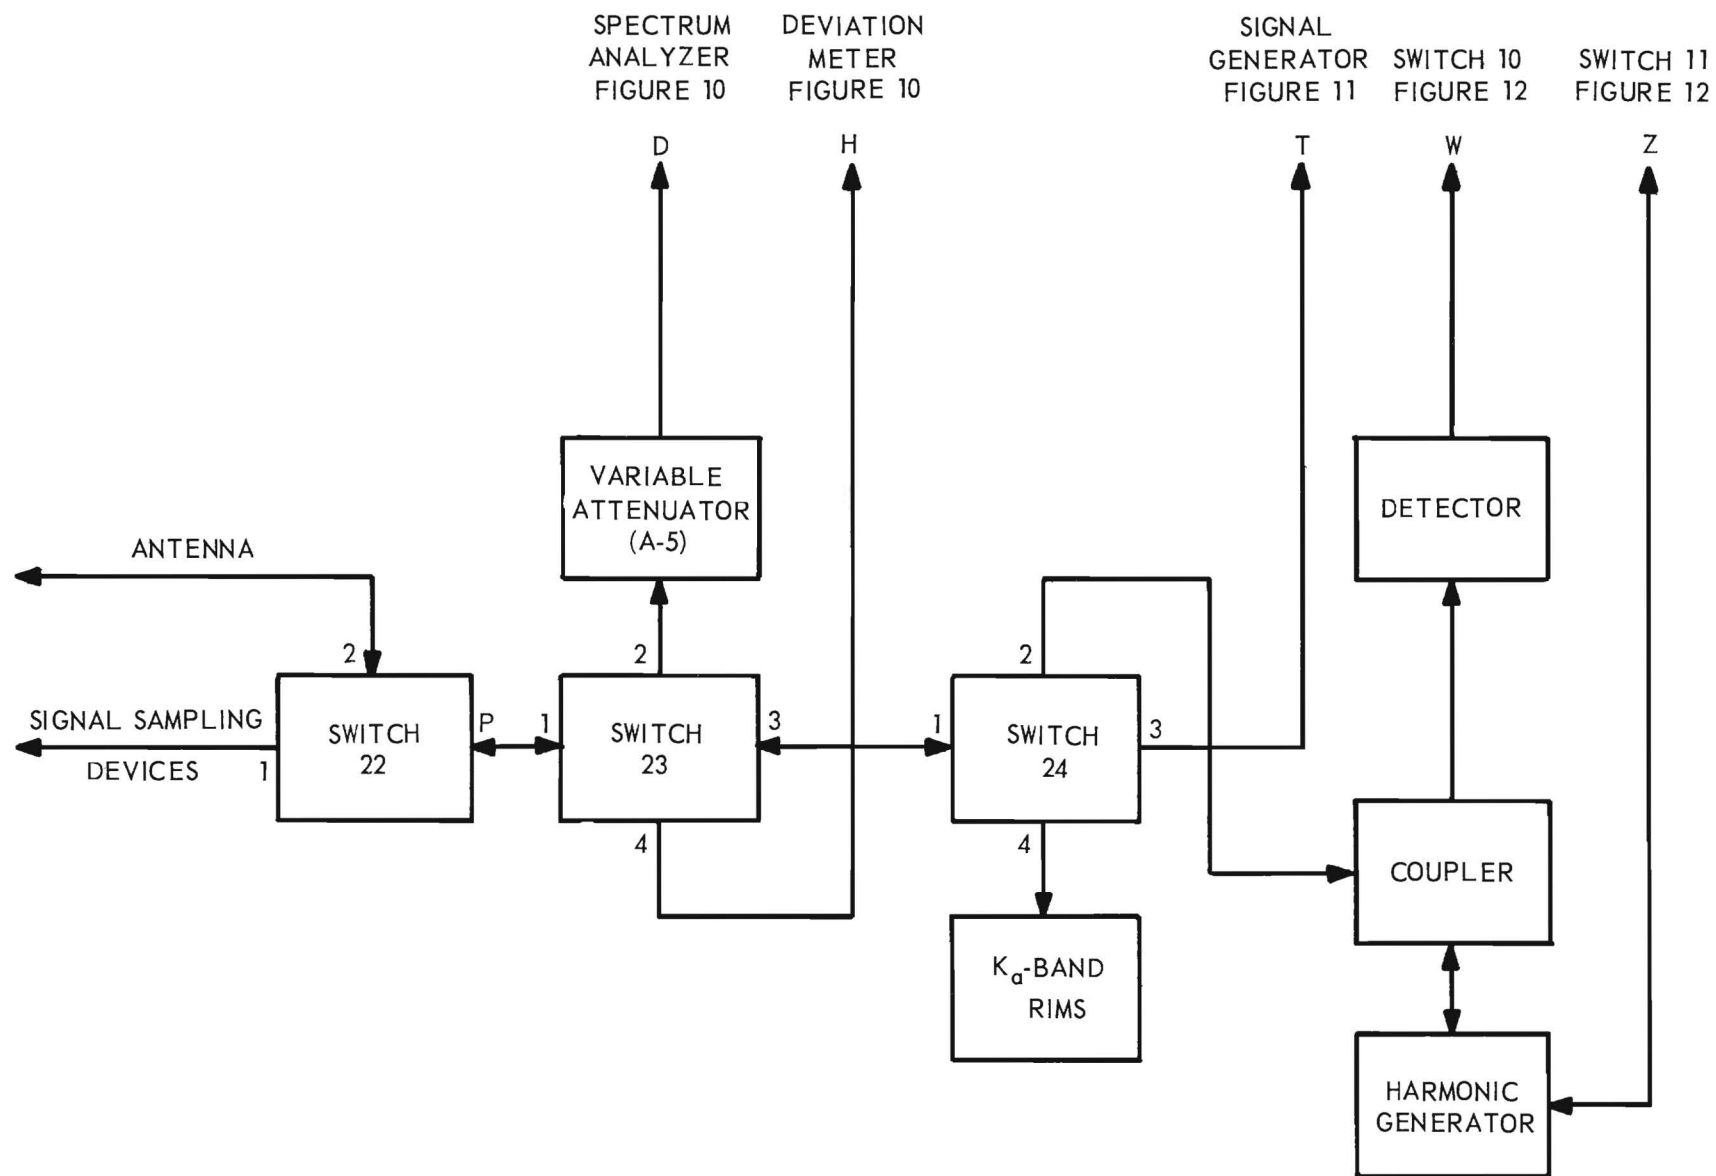 SPECTRUM
ANALYZER
FIGURE 10
DEVIATION
METER
FIGURE 10
SIGNAL
GENERATOR
FIGURE 11
SWITCH 10
FIGURE 12
SWITCH 11
FIGURE 12
D
H
T
W
Z
VARIABLE
ATTENUATOR
(A-5)
DETECTOR
ANTENNA
2
2
2
SIGNAL SAMPLING
DEVICES
1
SWITCH
22
P
1
SWITCH
23
3
4
1
SWITCH
24
3
4
COUPLER
Ka-BAND
RIMS
HARMONIC
GENERATOR